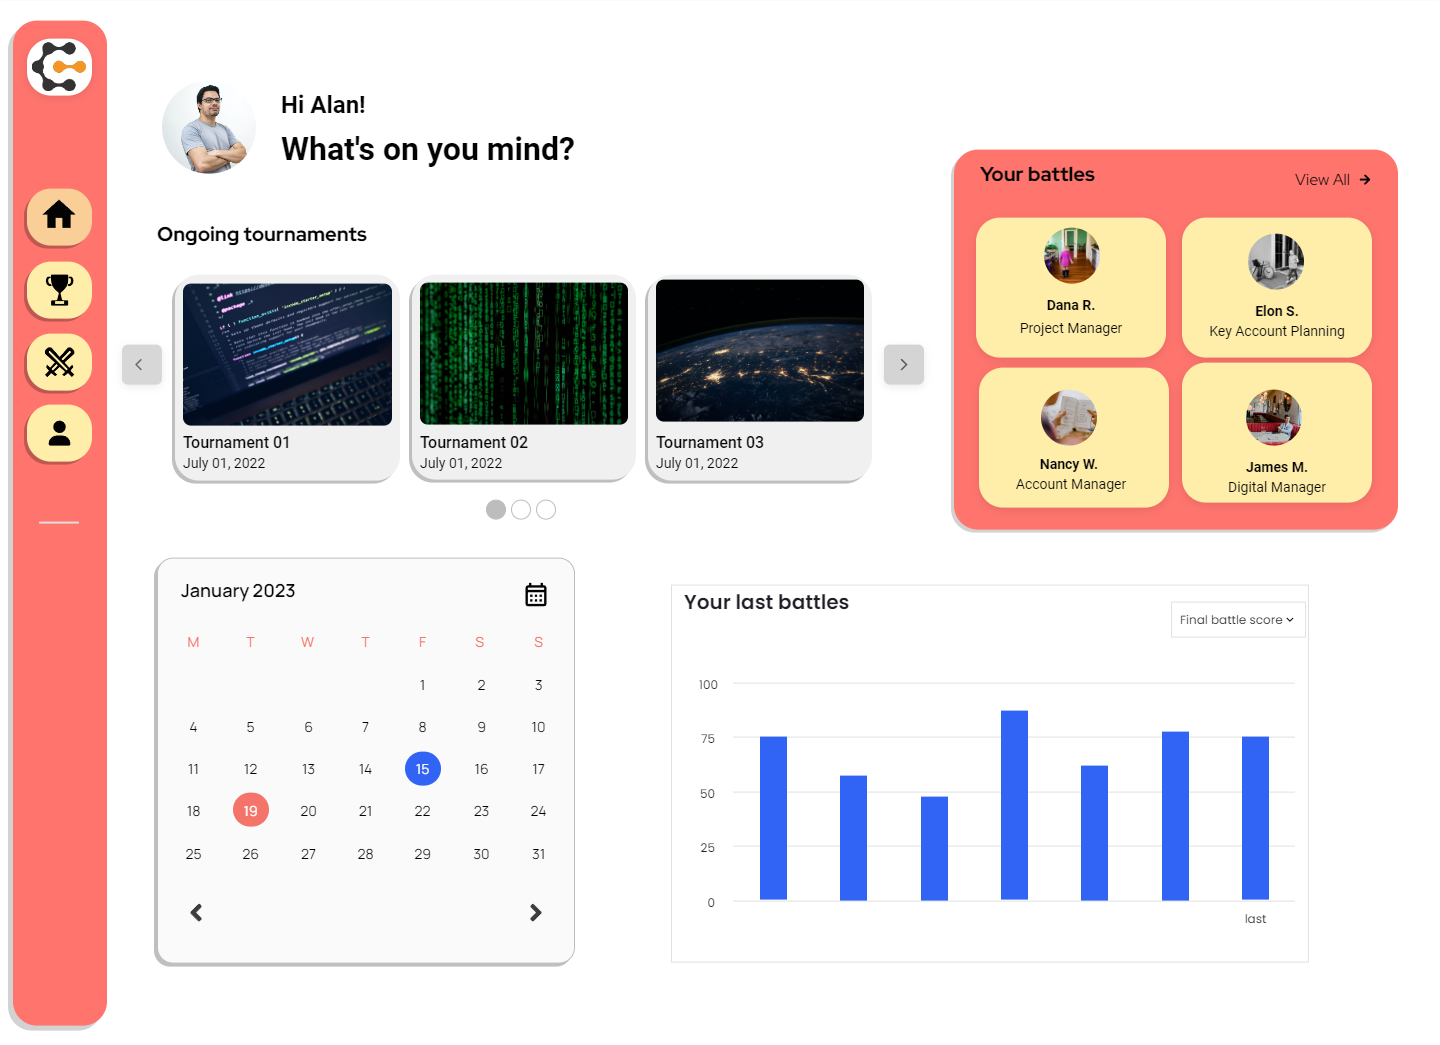 Hi Alan!
What's on you mind?
Ongoing tournaments
Tournament 01
July 01, 2022
Tournament 02
July 01, 2022
Tournament 03
July 01, 2022
Your battles
View All
Dana R.
Project Manager
Elon S.
Key Account Planning
Nancy W.
Account Manager
James M.
Digital Manager
January 2023
M T W T F S S
1 2 3
4 5 6 7 8 9 10
11 12 13 14 15 16 17
18 19 20 21 22 23 24
25 26 27 28 29 30 31
Your last battles
Final battle score
100
75
50
25
0
last